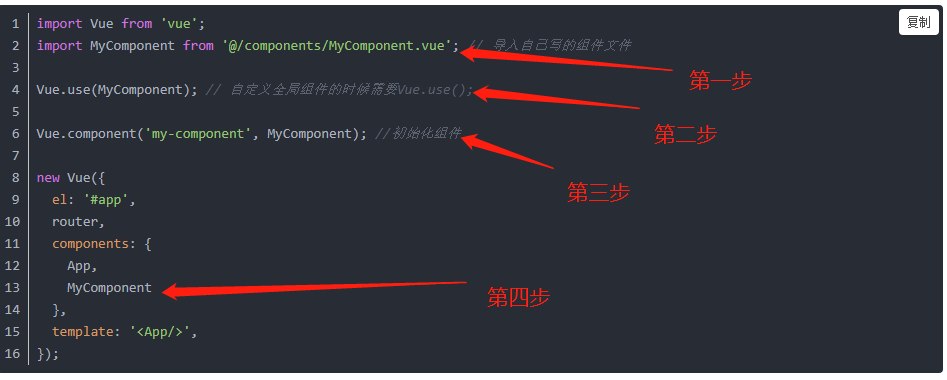 复制
1 import Vue from 'vue';
2 import MyComponent from '@/components/MyComponent.vue'; // 导入自己写的组件文件
3
第一步
4 Vue.use(MyComponent); // 自定义全局组件的时候需要Vue.use();
5
第二步
6 Vue.component('my-component', MyComponent); //初始化组件
7
第三步
8 new Vue({
9 el: '#app',
10 router,
11 components: {
12 App,
13 MyComponent
第四步
14 },
15 template: '<App/>',
16 });